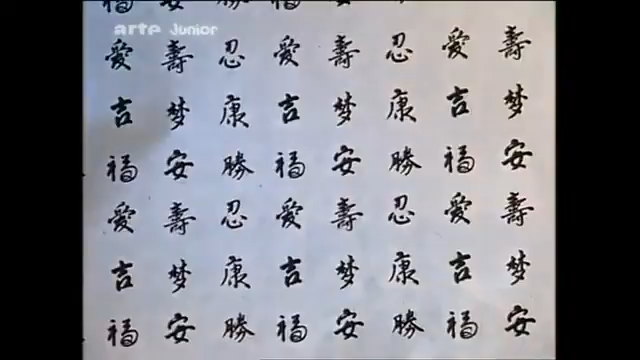 arte Junior
愛 壽 忍 愛 壽 忍 愛 壽
吉 梦 康 吉 梦 康 吉 梦
福 安 勝 福 安 勝 福 安
愛 壽 忍 愛 壽 忍 愛 壽
吉 梦 康 吉 梦 康 吉 梦
福 安 勝 福 安 勝 福 安